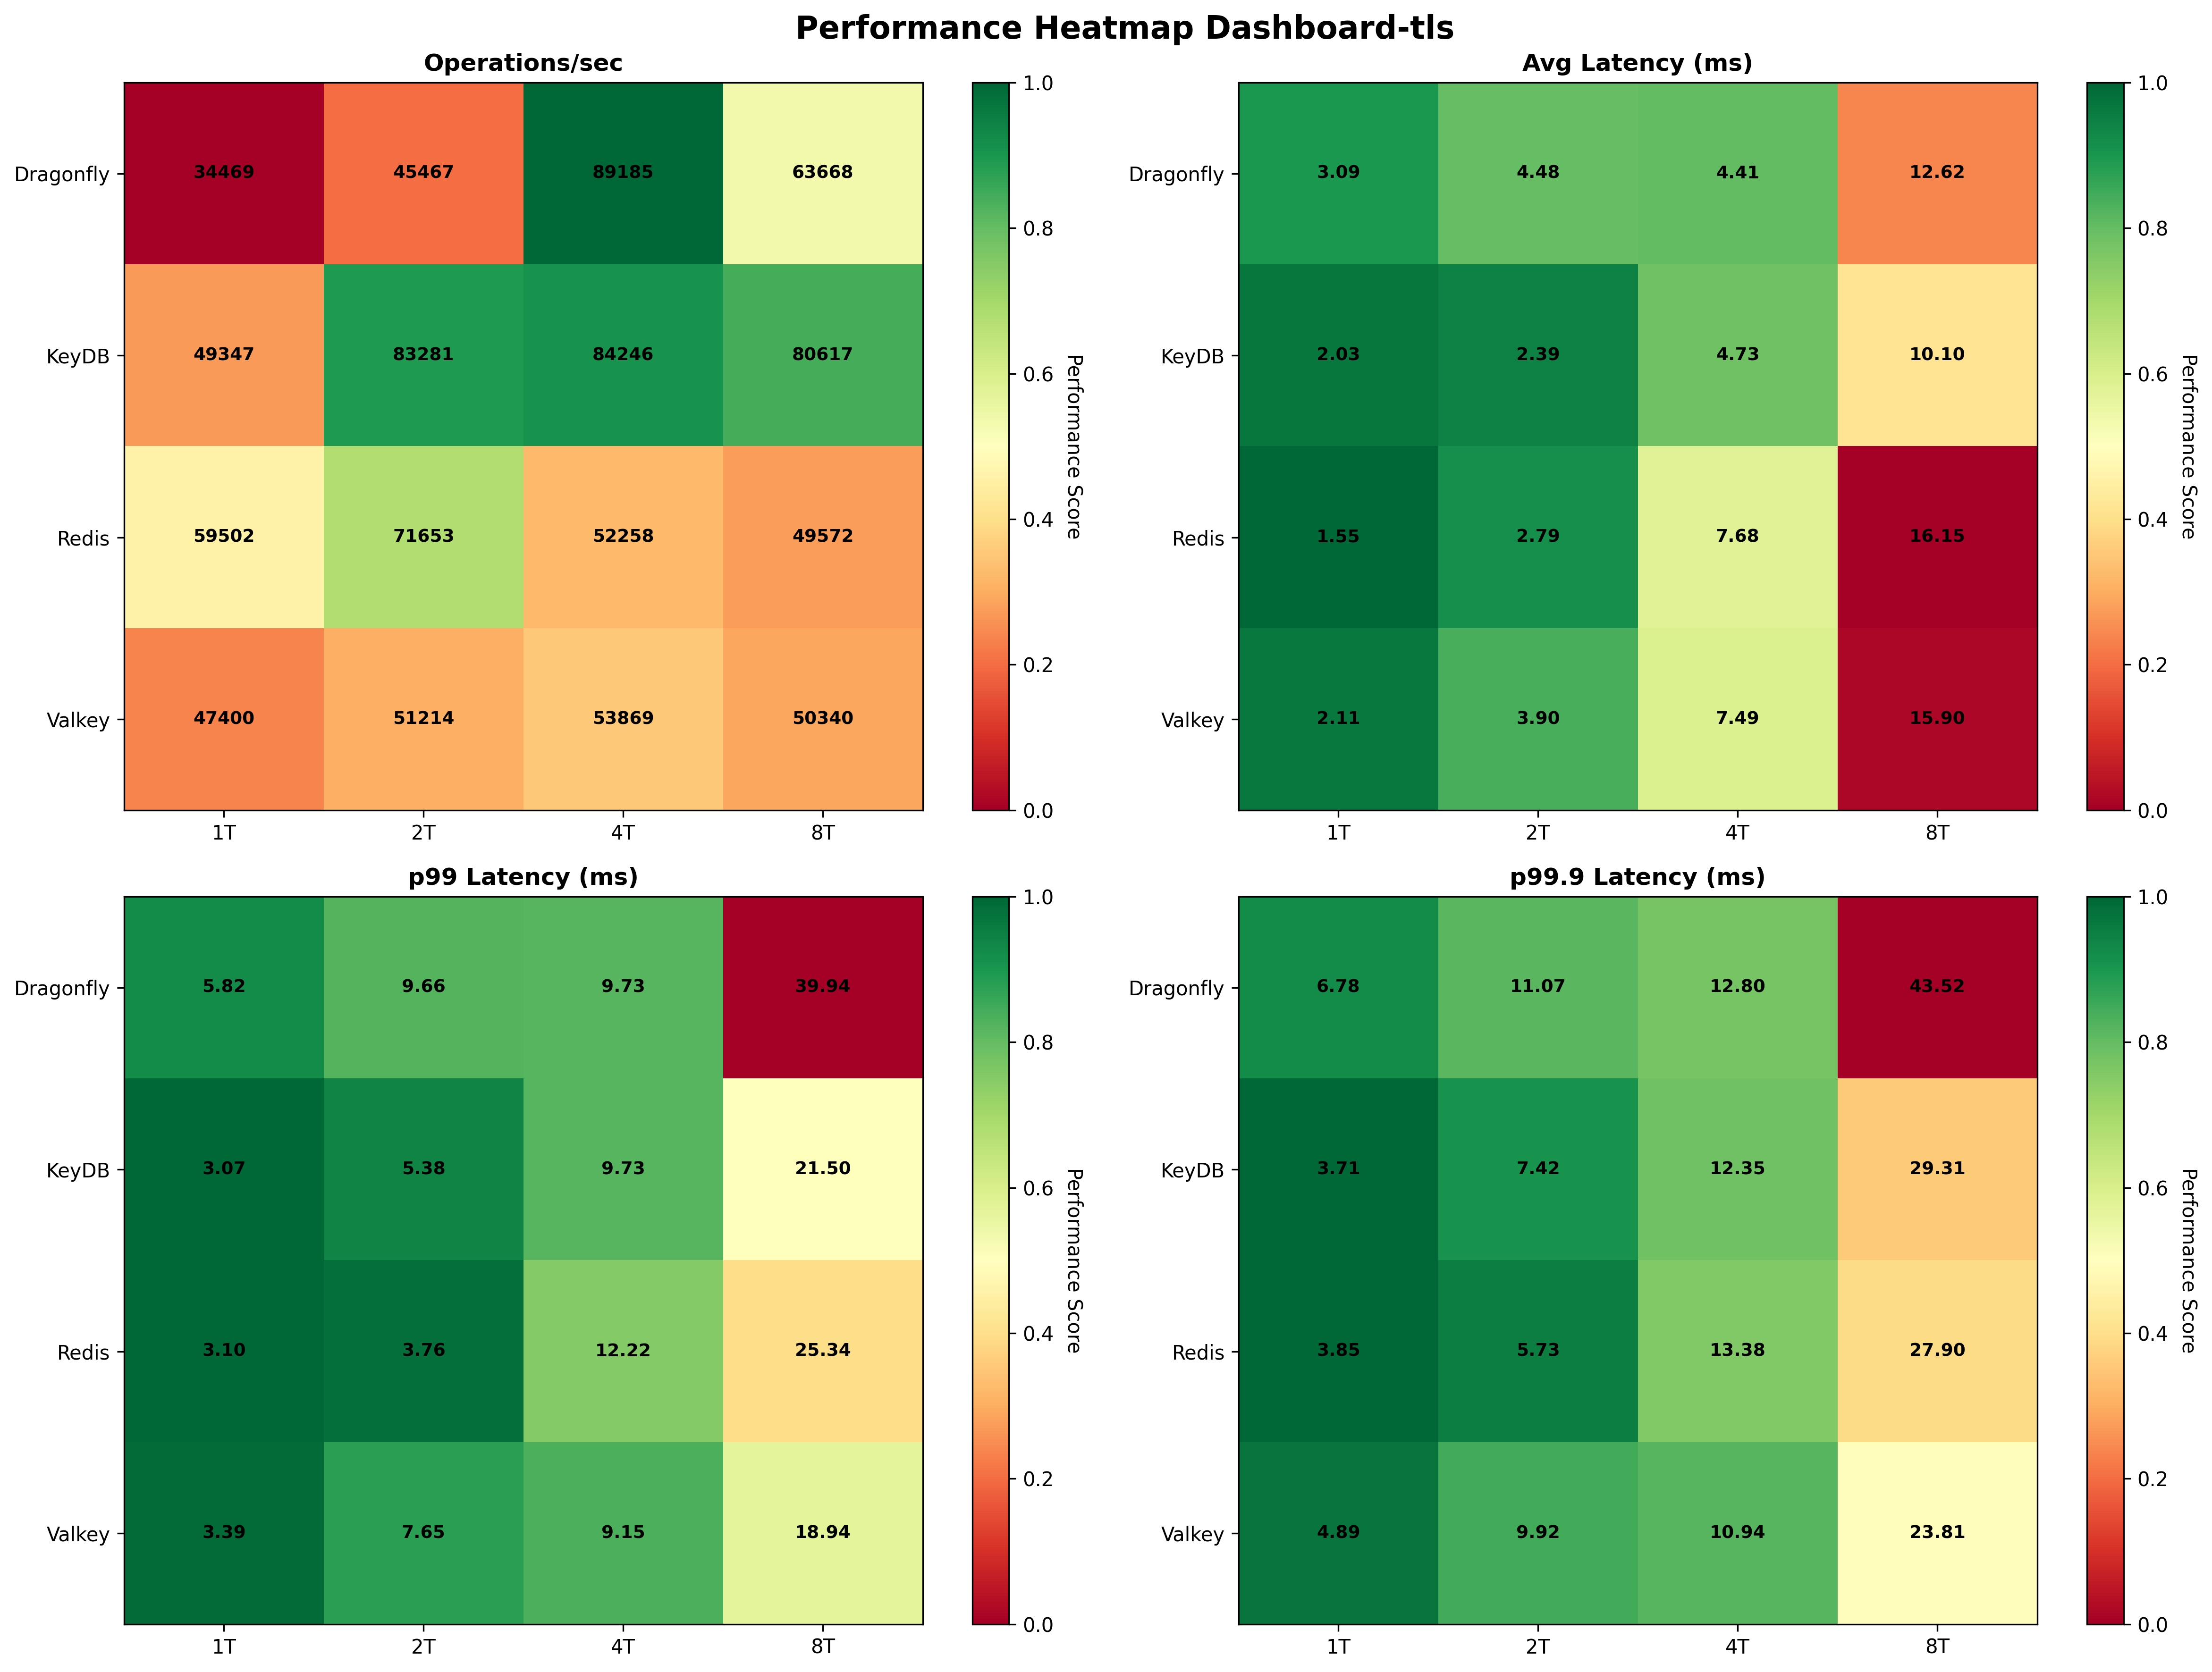 Performance Heatmap Dashboard-tls
Operations/sec
Dragonfly 34469 45467 89185 63668
KeyDB 49347 83281 84246 80617
Redis 59502 71653 52258 49572
Valkey 47400 51214 53869 50340
1T 2T 4T 8T
1.0
0.8
0.6
0.4
0.2
0.0
Performance Score
Avg Latency (ms)
Dragonfly 3.09 4.48 4.41 12.62
KeyDB 2.03 2.39 4.73 10.10
Redis 1.55 2.79 7.68 16.15
Valkey 2.11 3.90 7.49 15.90
1T 2T 4T 8T
1.0
0.8
0.6
0.4
0.2
0.0
Performance Score
p99 Latency (ms)
Dragonfly 5.82 9.66 9.73 39.94
KeyDB 3.07 5.38 9.73 21.50
Redis 3.10 3.76 12.22 25.34
Valkey 3.39 7.65 9.15 18.94
1T 2T 4T 8T
1.0
0.8
0.6
0.4
0.2
0.0
Performance Score
p99.9 Latency (ms)
Dragonfly 6.78 11.07 12.80 43.52
KeyDB 3.71 7.42 12.35 29.31
Redis 3.85 5.73 13.38 27.90
Valkey 4.89 9.92 10.94 23.81
1T 2T 4T 8T
1.0
0.8
0.6
0.4
0.2
0.0
Performance Score